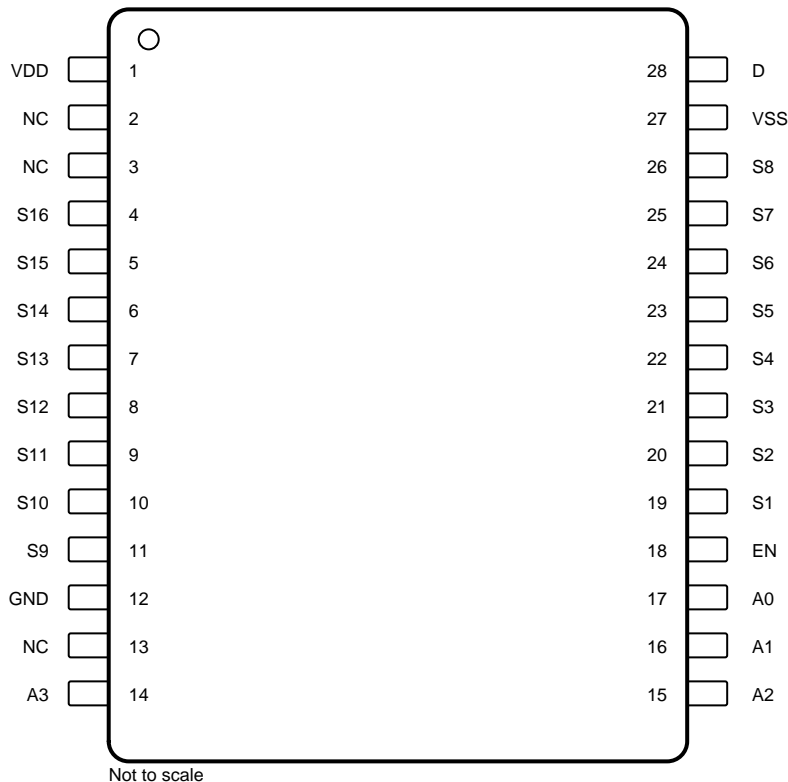 VDD 1 28 D
NC 2 27 VSS
NC 3 26 S8
S16 4 25 S7
S15 5 24 S6
S14 6 23 S5
S13 7 22 S4
S12 8 21 S3
S11 9 20 S2
S10 10 19 S1
S9 11 18 EN
GND 12 17 A0
NC 13 16 A1
A3 14 15 A2
Not to scale